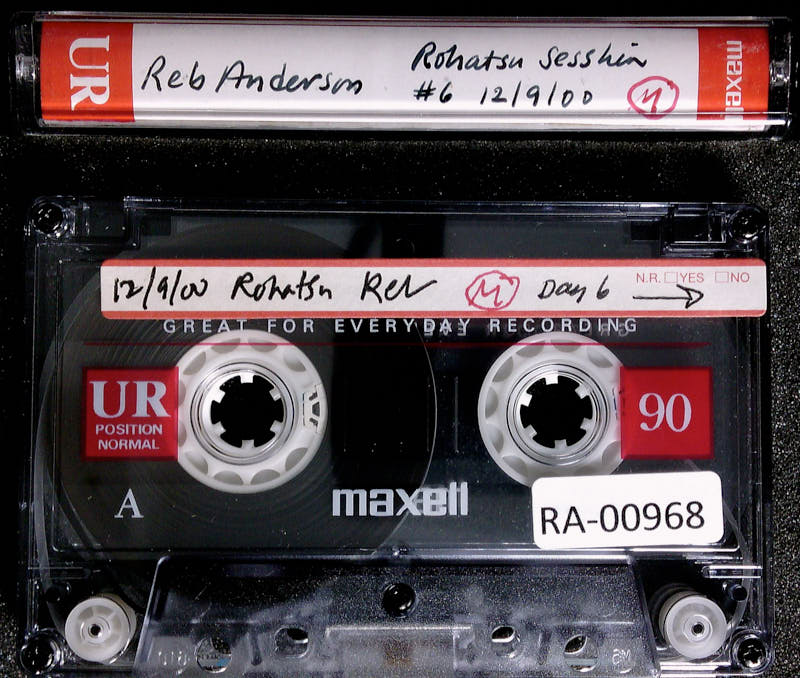 UR Reb Anderson Rohatsu Sesshin maxell
#6 12/9/00 M
12/9/00 Rohatsu Reb M Day 6 N.R. YES NO
GREAT FOR EVERYDAY RECORDING
UR
POSITION
NORMAL
90
A
maxell
RA-00968